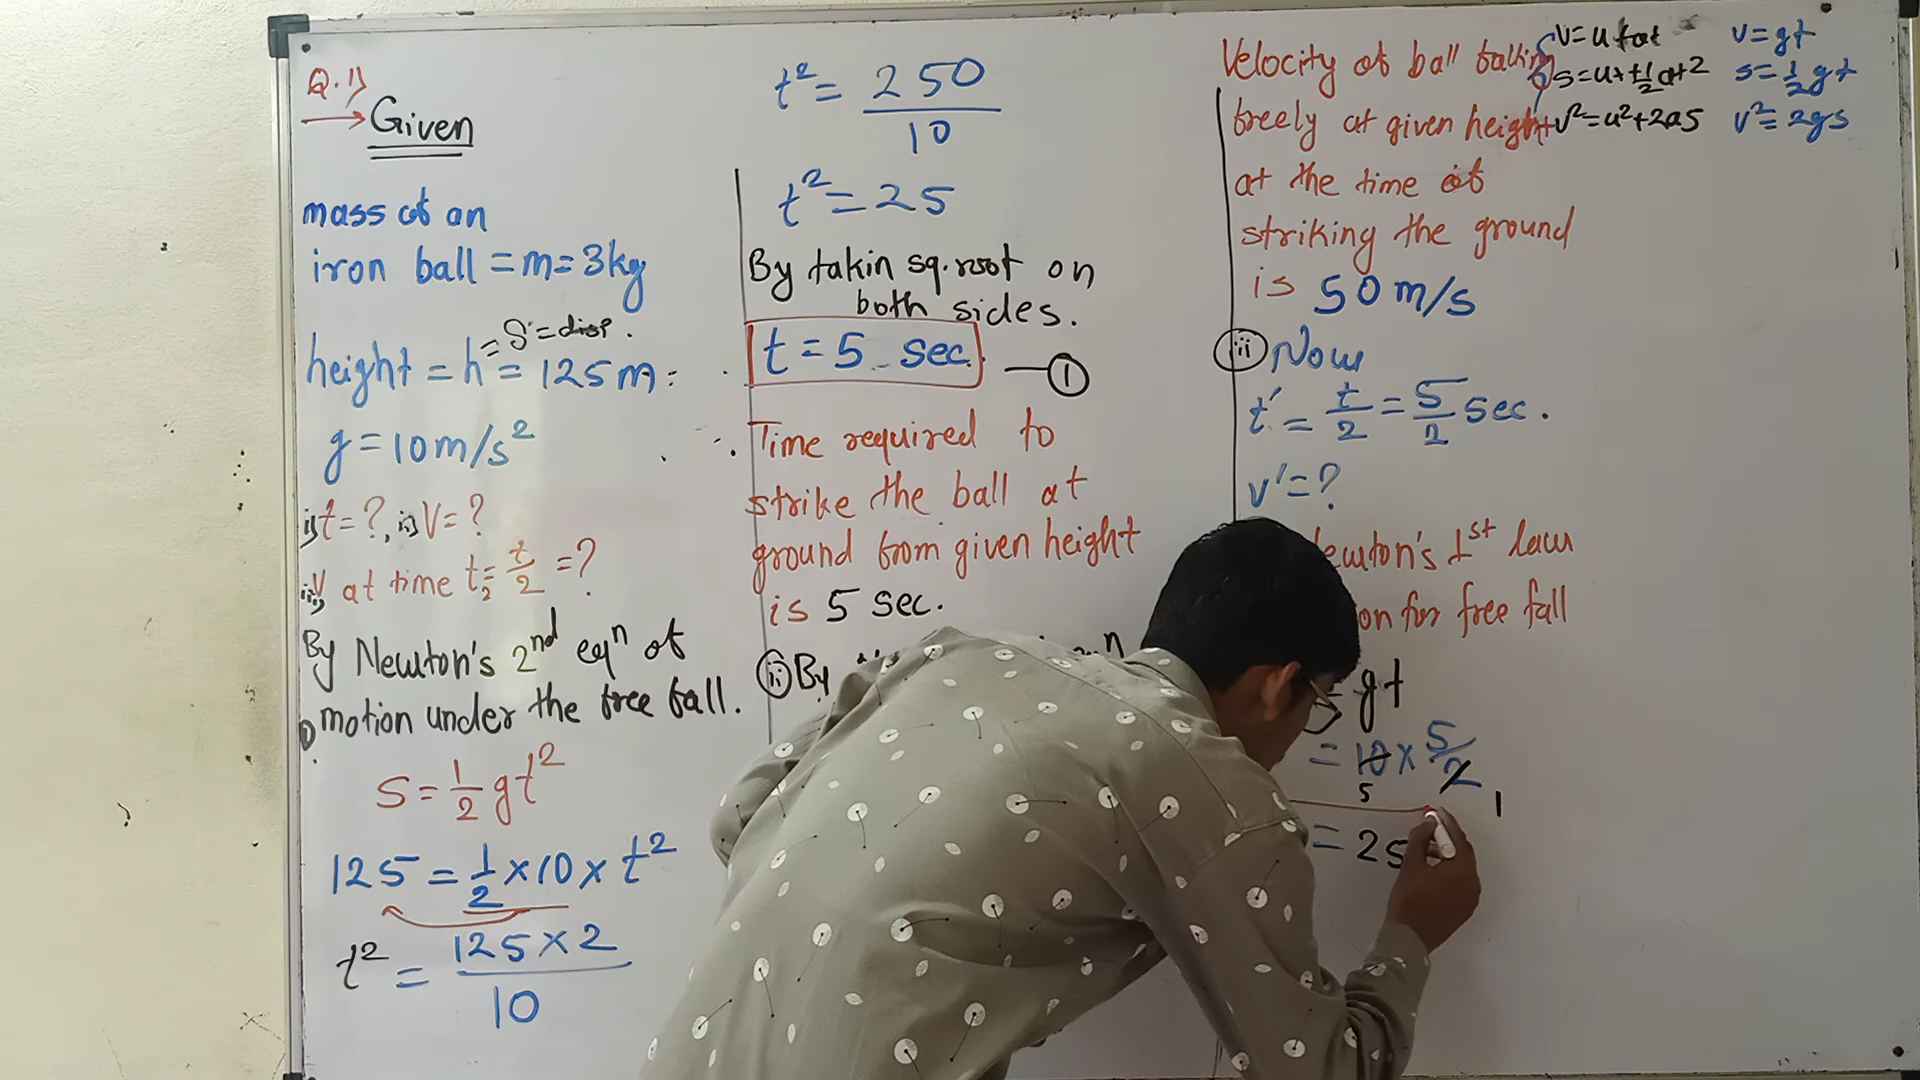 Q.1)
Given
mass of an
iron ball = m = 3kg
= S = disp.
height = h = 125m
g = 10m/s²
i) t = ?, ii) V = ?
iii) V at time t₂ = t/2 = ?
By Newton's 2nd eqn of
motion under the free fall.
S = 1/2 gt²
125 = 1/2 × 10 × t²
t² = 125 × 2 / 10
t² = 250 / 10
t² = 25
By takin sq. root on
both sides.
t = 5 sec. — 1
Time required to
strike the ball at
ground from given height
is 5 sec.
ii) By
Velocity of ball falling
freely at given height
at the time of
striking the ground
is 50 m/s
v = u + at
s = ut + 1/2 at2
v² = u² + 2as
v = gt
s = 1/2 gt
v² = 2gs
iii Now
t' = t/2 = 5/2 sec.
v' = ?
Newton's 1st law
on for free fall
= gt
= 10 × 5/2
5 1
= 25